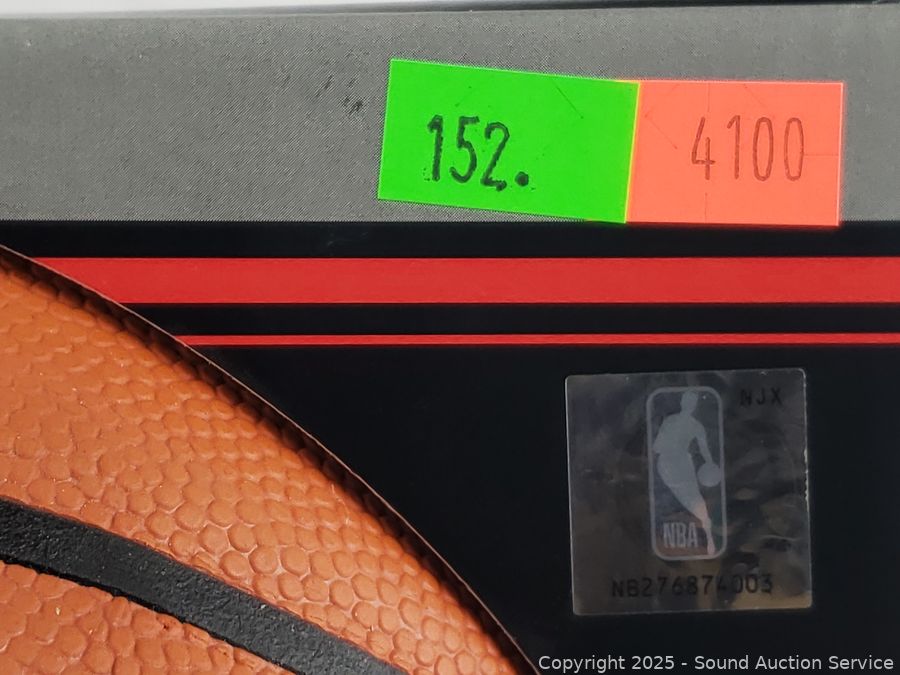 152.
4100
NJX
NBA
NB276874003
Copyright 2025 - Sound Auction Service